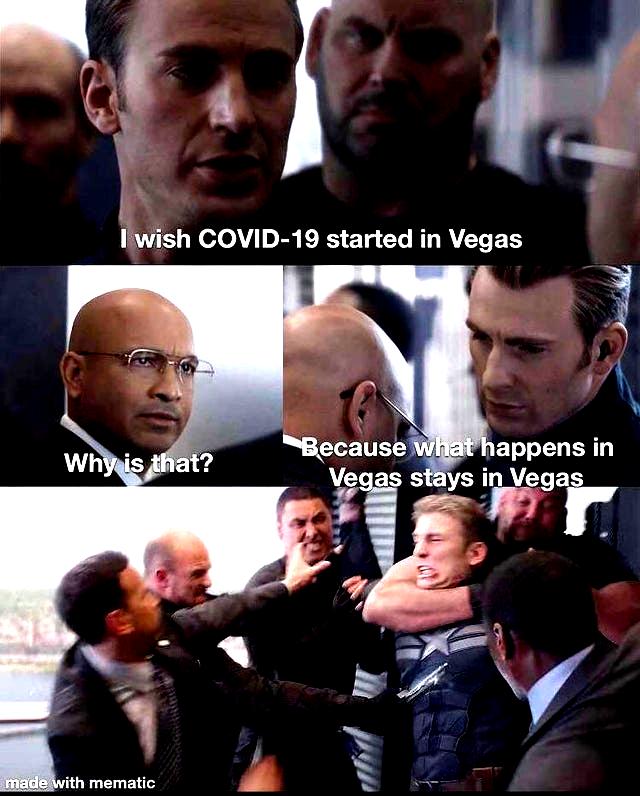 I wish COVID-19 started in Vegas
Why is that?
Because what happens in
Vegas stays in Vegas
made with mematic